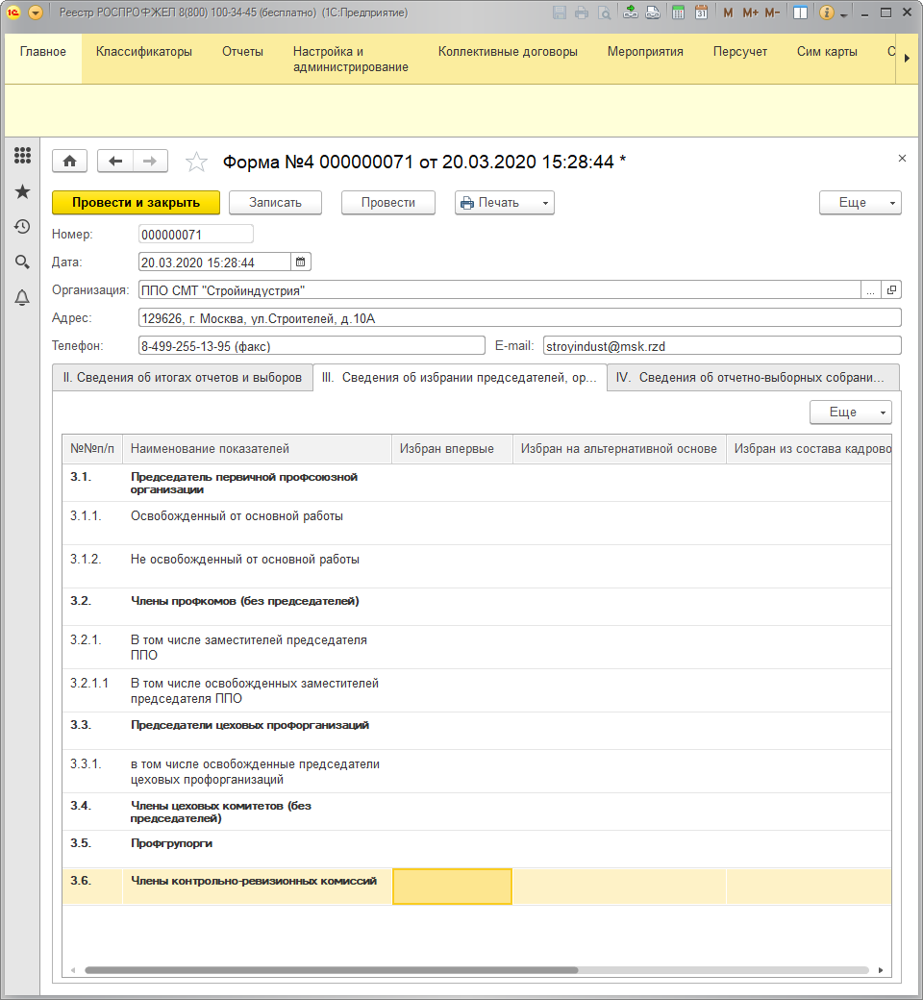 Реестр РОСПРОФЖЕЛ 8(800) 100-34-45 (бесплатно) (1С:Предприятие)
M M+ M-
Главное Классификаторы Отчеты Настройка и администрирование Коллективные договоры Мероприятия Персучет Сим карты С
Форма №4 000000071 от 20.03.2020 15:28:44 *
Провести и закрыть Записать Провести Печать Еще
Номер: 000000071
Дата: 20.03.2020 15:28:44
Организация: ППО СМТ "Стройиндустрия" ...
Адрес: 129626, г. Москва, ул.Строителей, д.10А
Телефон: 8-499-255-13-95 (факс) E-mail: stroyindust@msk.rzd
II. Сведения об итогах отчетов и выборов III. Сведения об избрании председателей, ор... IV. Сведения об отчетно-выборных собрани...
Еще
№№п/п Наименование показателей Избран впервые Избран на альтернативной основе Избран из состава кадрово
3.1. Председатель первичной профсоюзной
организации
3.1.1. Освобожденный от основной работы
3.1.2. Не освобожденный от основной работы
3.2. Члены профкомов (без председателей)
3.2.1. В том числе заместителей председателя
ППО
3.2.1.1 В том числе освобожденных заместителей
председателя ППО
3.3. Председатели цеховых профорганизаций
3.3.1. в том числе освобожденные председатели
цеховых профорганизаций
3.4. Члены цеховых комитетов (без
председателей)
3.5. Профгрупорги
3.6. Члены контрольно-ревизионных комиссий